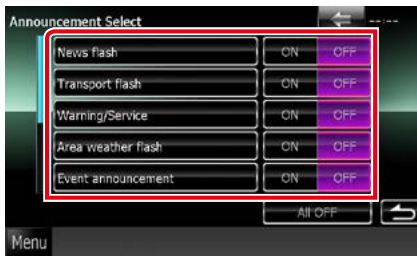 Announcement Select --:--
News flash ON OFF
Transport flash ON OFF
Warning/Service ON OFF
Area weather flash ON OFF
Event announcement ON OFF
All OFF
Menu